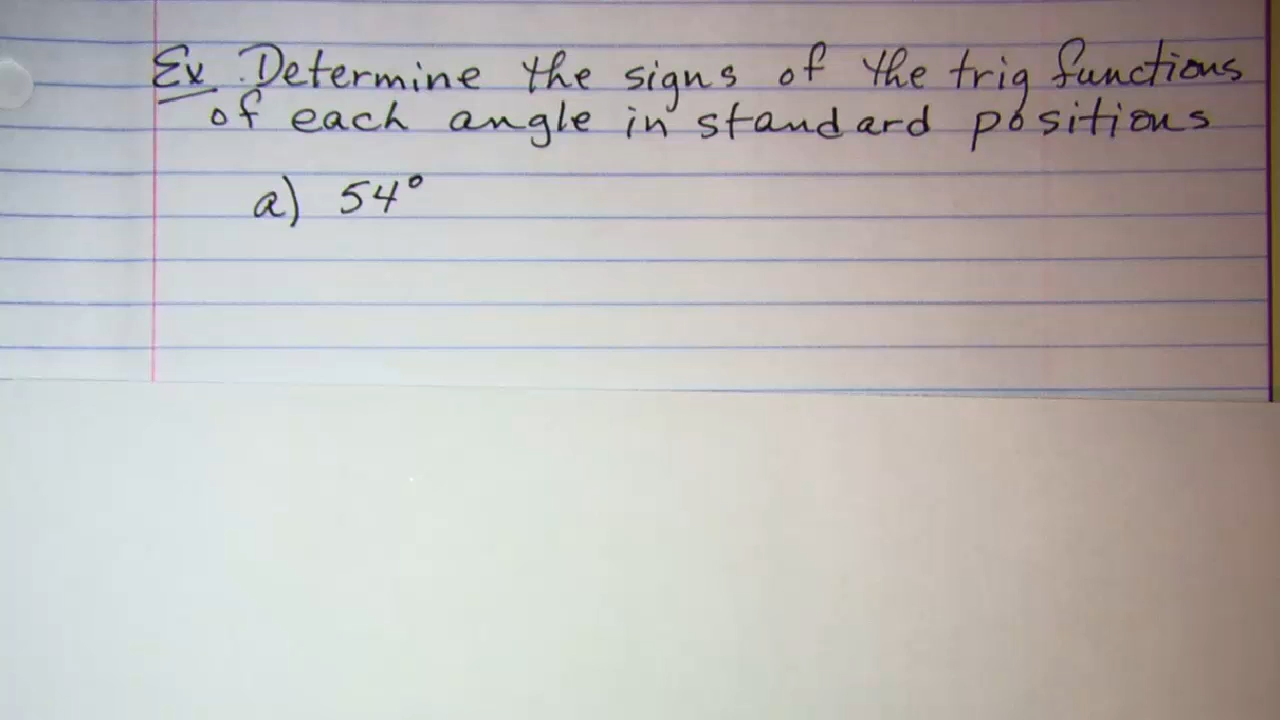 Ex. Determine the signs of the trig functions
of each angle in standard positions
a) 54°